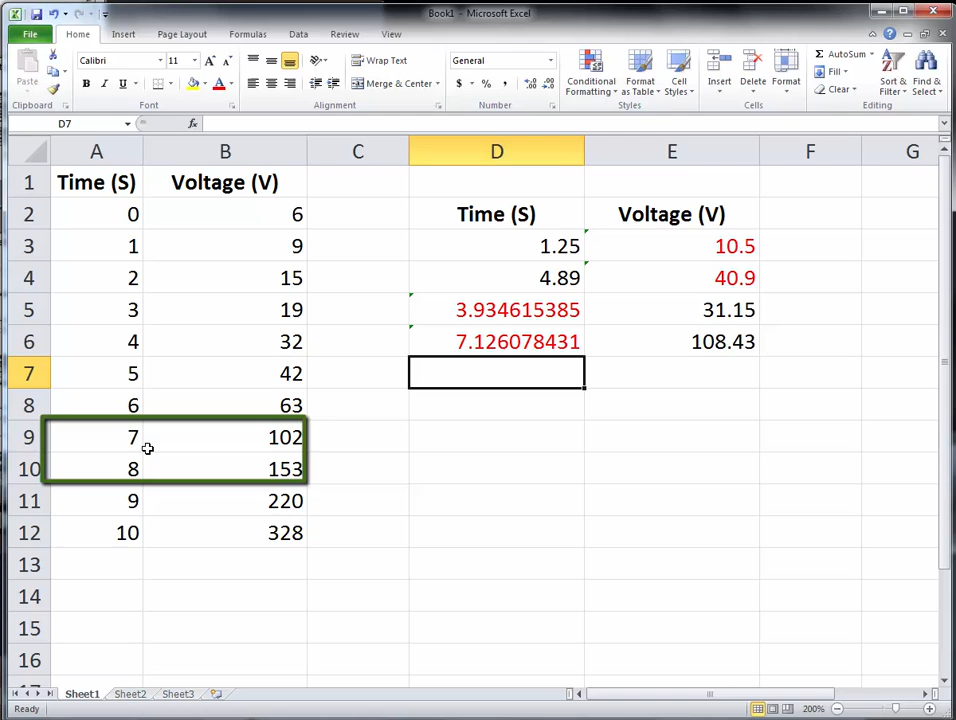 Book1 - Microsoft Excel
File Home Insert Page Layout Formulas Data Review View
Calibri 11 A A Wrap Text General Σ AutoSum
Paste Conditional Format Cell Insert Delete Format Fill Sort & Find &
B I U A Merge & Center $ % , .0 .00 .00 .0 Formatting as Table Styles Clear Filter Select
Clipboard Font Alignment Number Styles Cells Editing
D7 fx
A B C D E F G
1 Time (S) Voltage (V)
2 0 6 Time (S) Voltage (V)
3 1 9 1.25 10.5
4 2 15 4.89 40.9
5 3 19 3.934615385 31.15
6 4 32 7.126078431 108.43
7 5 42
8 6 63
9 7 102
10 8 153
11 9 220
12 10 328
13
14
15
16
Sheet1 Sheet2 Sheet3
Ready 200%